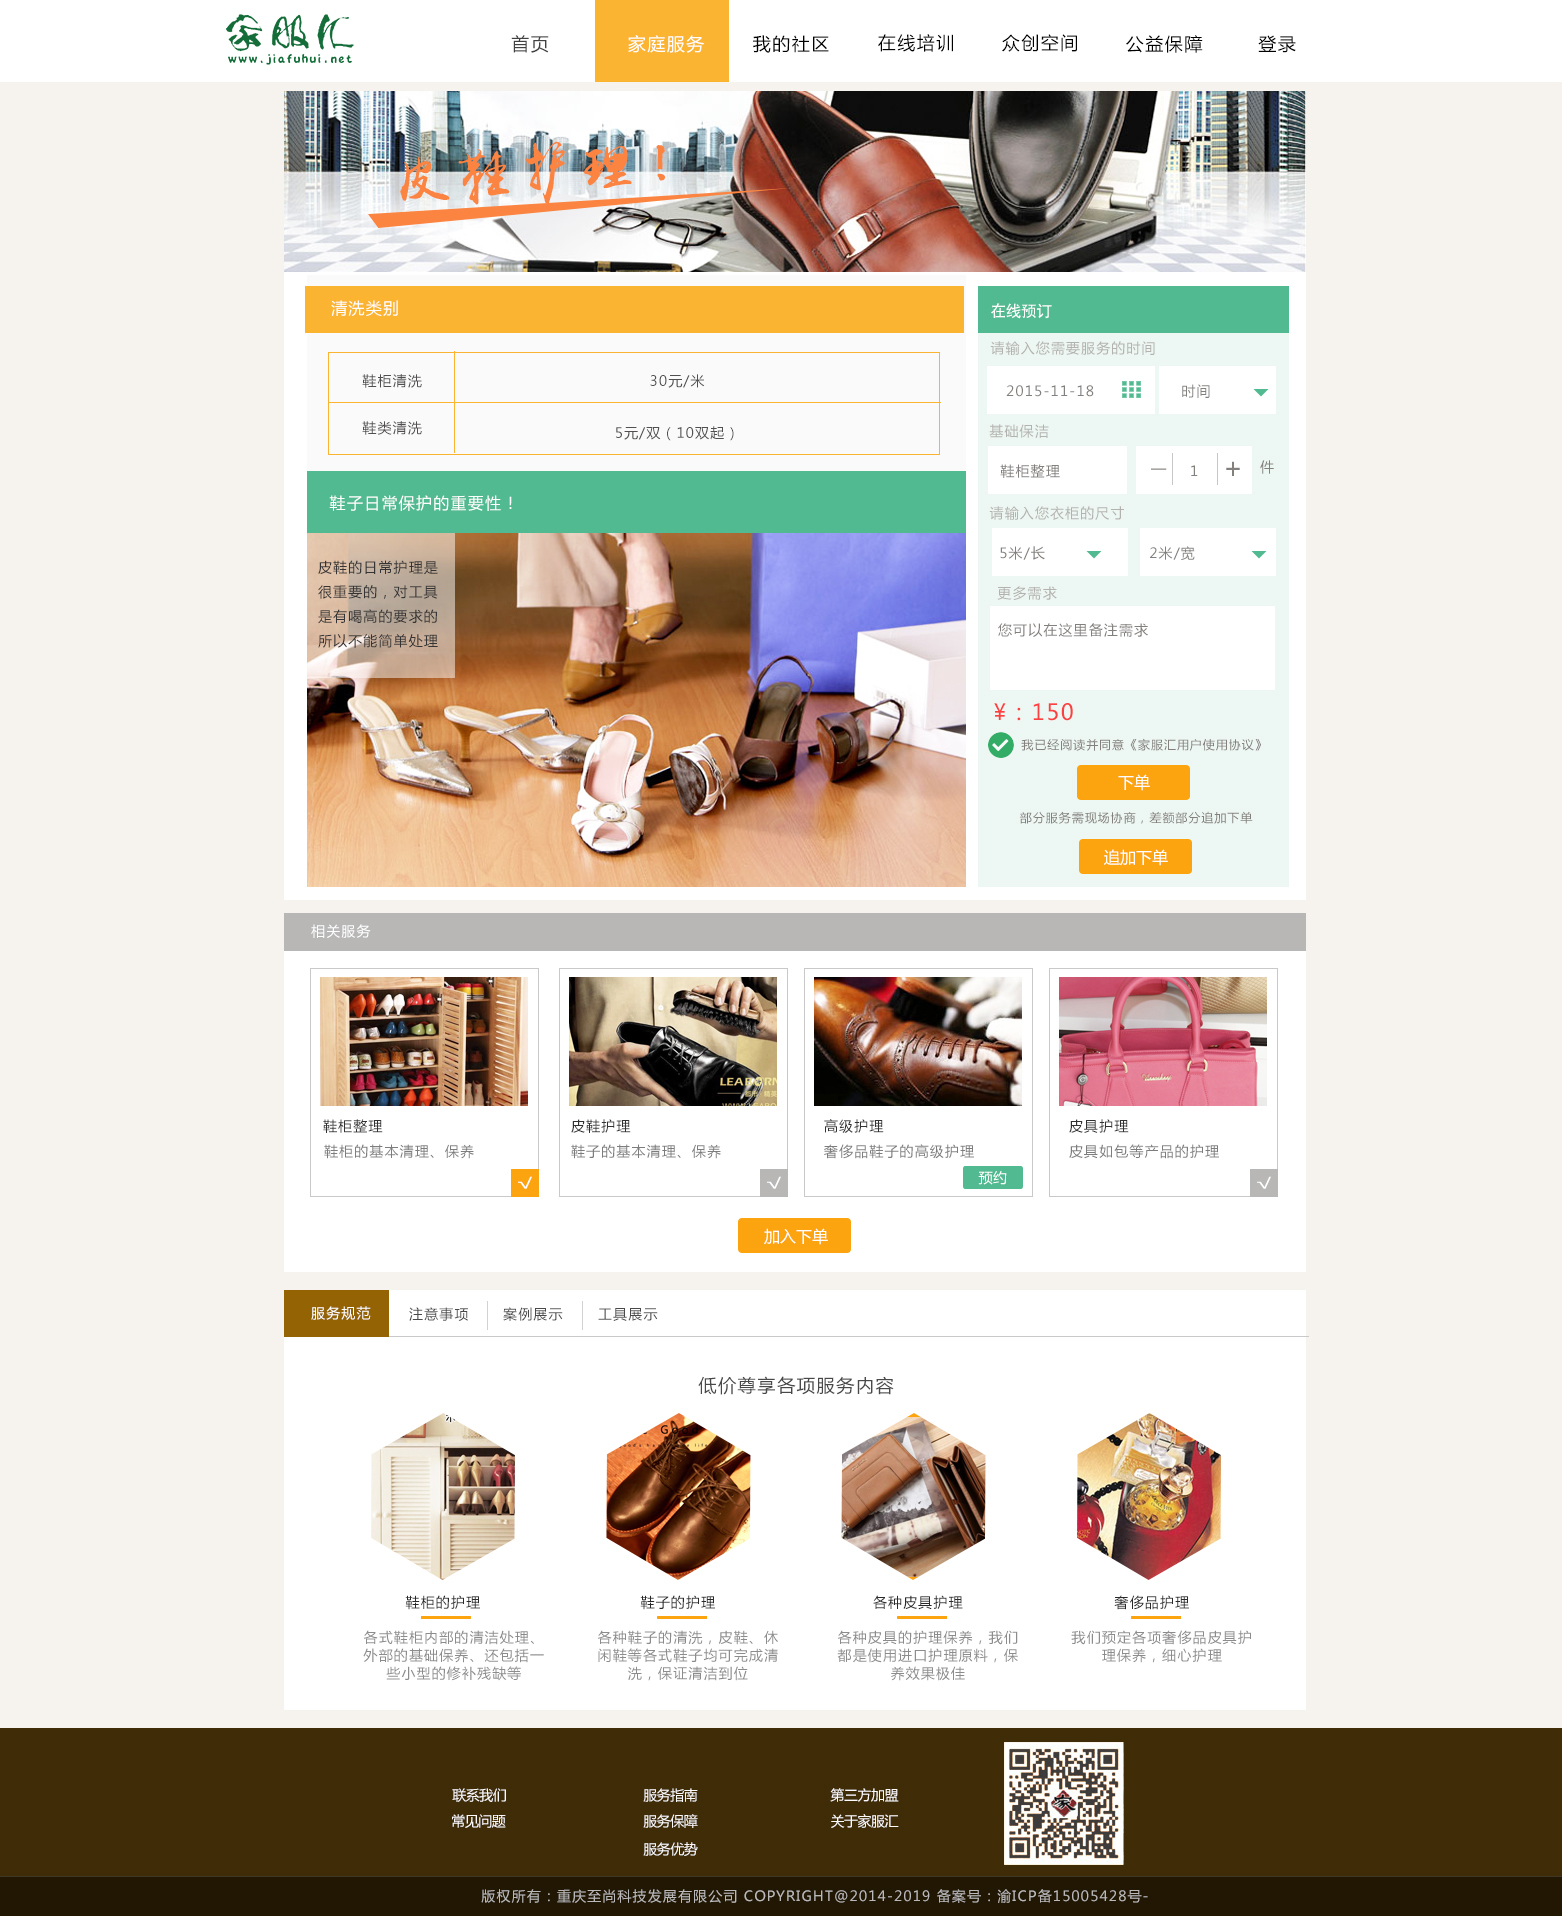 家服汇
www.jiafuhui.net
首页
家庭服务
我的社区
在线培训
众创空间
公益保障
登录
皮鞋护理！
清洗类别
鞋柜清洗
30元/米
鞋类清洗
5元/双（10双起）
鞋子日常保护的重要性！
皮鞋的日常护理是
很重要的，对工具
是有喝高的要求的
所以不能简单处理
在线预订
请输入您需要服务的时间
2015-11-18
时间
基础保洁
鞋柜整理
— 1 +
件
请输入您衣柜的尺寸
5米/长
2米/宽
更多需求
您可以在这里备注需求
¥：150
我已经阅读并同意《家服汇用户使用协议》
下单
部分服务需现场协商，差额部分追加下单
追加下单
相关服务
鞋柜整理
鞋柜的基本清理、保养
皮鞋护理
鞋子的基本清理、保养
高级护理
奢侈品鞋子的高级护理
预约
皮具护理
皮具如包等产品的护理
加入下单
服务规范
注意事项
案例展示
工具展示
低价尊享各项服务内容
鞋柜的护理
各式鞋柜内部的清洁处理、
外部的基础保养、还包括一
些小型的修补残缺等
鞋子的护理
各种鞋子的清洗，皮鞋、休
闲鞋等各式鞋子均可完成清
洗，保证清洁到位
各种皮具护理
各种皮具的护理保养，我们
都是使用进口护理原料，保
养效果极佳
奢侈品护理
我们预定各项奢侈品皮具护
理保养，细心护理
联系我们
常见问题
服务指南
服务保障
服务优势
第三方加盟
关于家服汇
家
版权所有：重庆至尚科技发展有限公司 COPYRIGHT@2014-2019 备案号：渝ICP备15005428号-